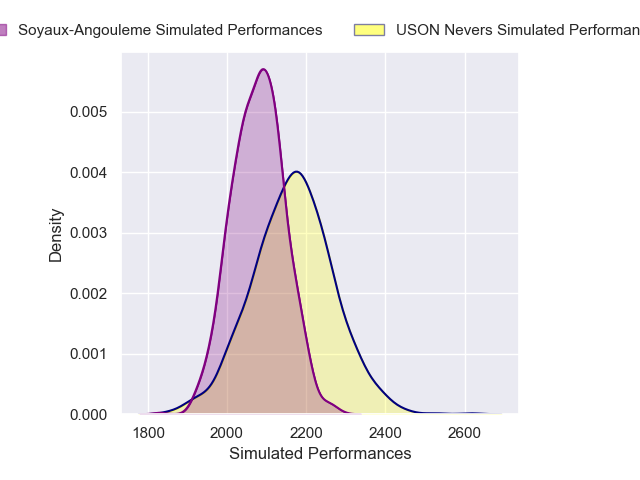 Soyaux-Angouleme Simulated Performances USON Nevers Simulated Performan
0.005
0.004
0.003
0.002
0.001
0.000
Density
1800 2000 2200 2400 2600
Simulated Performances